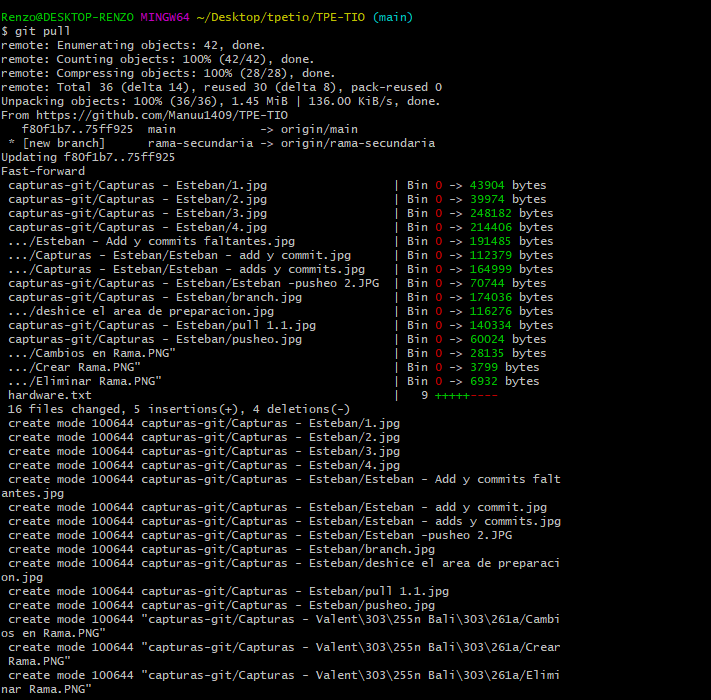 Renzo@DESKTOP-RENZO MINGW64 ~/Desktop/tpetio/TPE-TIO (main)
$ git pull
remote: Enumerating objects: 42, done.
remote: Counting objects: 100% (42/42), done.
remote: Compressing objects: 100% (28/28), done.
remote: Total 36 (delta 14), reused 30 (delta 8), pack-reused 0
Unpacking objects: 100% (36/36), 1.45 MiB | 136.00 KiB/s, done.
From https://github.com/Manuu1409/TPE-TIO
   f80f1b7..75ff925  main            -> origin/main
 * [new branch]      rama-secundaria -> origin/rama-secundaria
Updating f80f1b7..75ff925
Fast-forward
 capturas-git/Capturas - Esteban/1.jpg                  | Bin 0 -> 43904 bytes
 capturas-git/Capturas - Esteban/2.jpg                  | Bin 0 -> 39974 bytes
 capturas-git/Capturas - Esteban/3.jpg                  | Bin 0 -> 248182 bytes
 capturas-git/Capturas - Esteban/4.jpg                  | Bin 0 -> 214406 bytes
 .../Esteban - Add y commits faltantes.jpg              | Bin 0 -> 191485 bytes
 .../Capturas - Esteban/Esteban - add y commit.jpg      | Bin 0 -> 112379 bytes
 .../Capturas - Esteban/Esteban - adds y commits.jpg    | Bin 0 -> 164999 bytes
 capturas-git/Capturas - Esteban/Esteban -pusheo 2.JPG  | Bin 0 -> 70744 bytes
 capturas-git/Capturas - Esteban/branch.jpg             | Bin 0 -> 174036 bytes
 .../deshice el area de preparacion.jpg                 | Bin 0 -> 116276 bytes
 capturas-git/Capturas - Esteban/pull 1.1.jpg           | Bin 0 -> 140334 bytes
 capturas-git/Capturas - Esteban/pusheo.jpg             | Bin 0 -> 60024 bytes
 .../Cambios en Rama.PNG"                               | Bin 0 -> 28135 bytes
 .../Crear Rama.PNG"                                    | Bin 0 -> 3799 bytes
 .../Eliminar Rama.PNG"                                 | Bin 0 -> 6932 bytes
 hardware.txt                                           |   9 +++++----
 16 files changed, 5 insertions(+), 4 deletions(-)
 create mode 100644 capturas-git/Capturas - Esteban/1.jpg
 create mode 100644 capturas-git/Capturas - Esteban/2.jpg
 create mode 100644 capturas-git/Capturas - Esteban/3.jpg
 create mode 100644 capturas-git/Capturas - Esteban/4.jpg
 create mode 100644 capturas-git/Capturas - Esteban/Esteban - Add y commits falt
antes.jpg
 create mode 100644 capturas-git/Capturas - Esteban/Esteban - add y commit.jpg
 create mode 100644 capturas-git/Capturas - Esteban/Esteban - adds y commits.jpg
 create mode 100644 capturas-git/Capturas - Esteban/Esteban -pusheo 2.JPG
 create mode 100644 capturas-git/Capturas - Esteban/branch.jpg
 create mode 100644 capturas-git/Capturas - Esteban/deshice el area de preparaci
on.jpg
 create mode 100644 capturas-git/Capturas - Esteban/pull 1.1.jpg
 create mode 100644 capturas-git/Capturas - Esteban/pusheo.jpg
 create mode 100644 "capturas-git/Capturas - Valent\303\255n Bali\303\261a/Cambi
os en Rama.PNG"
 create mode 100644 "capturas-git/Capturas - Valent\303\255n Bali\303\261a/Crear
 Rama.PNG"
 create mode 100644 "capturas-git/Capturas - Valent\303\255n Bali\303\261a/Elimi
nar Rama.PNG"